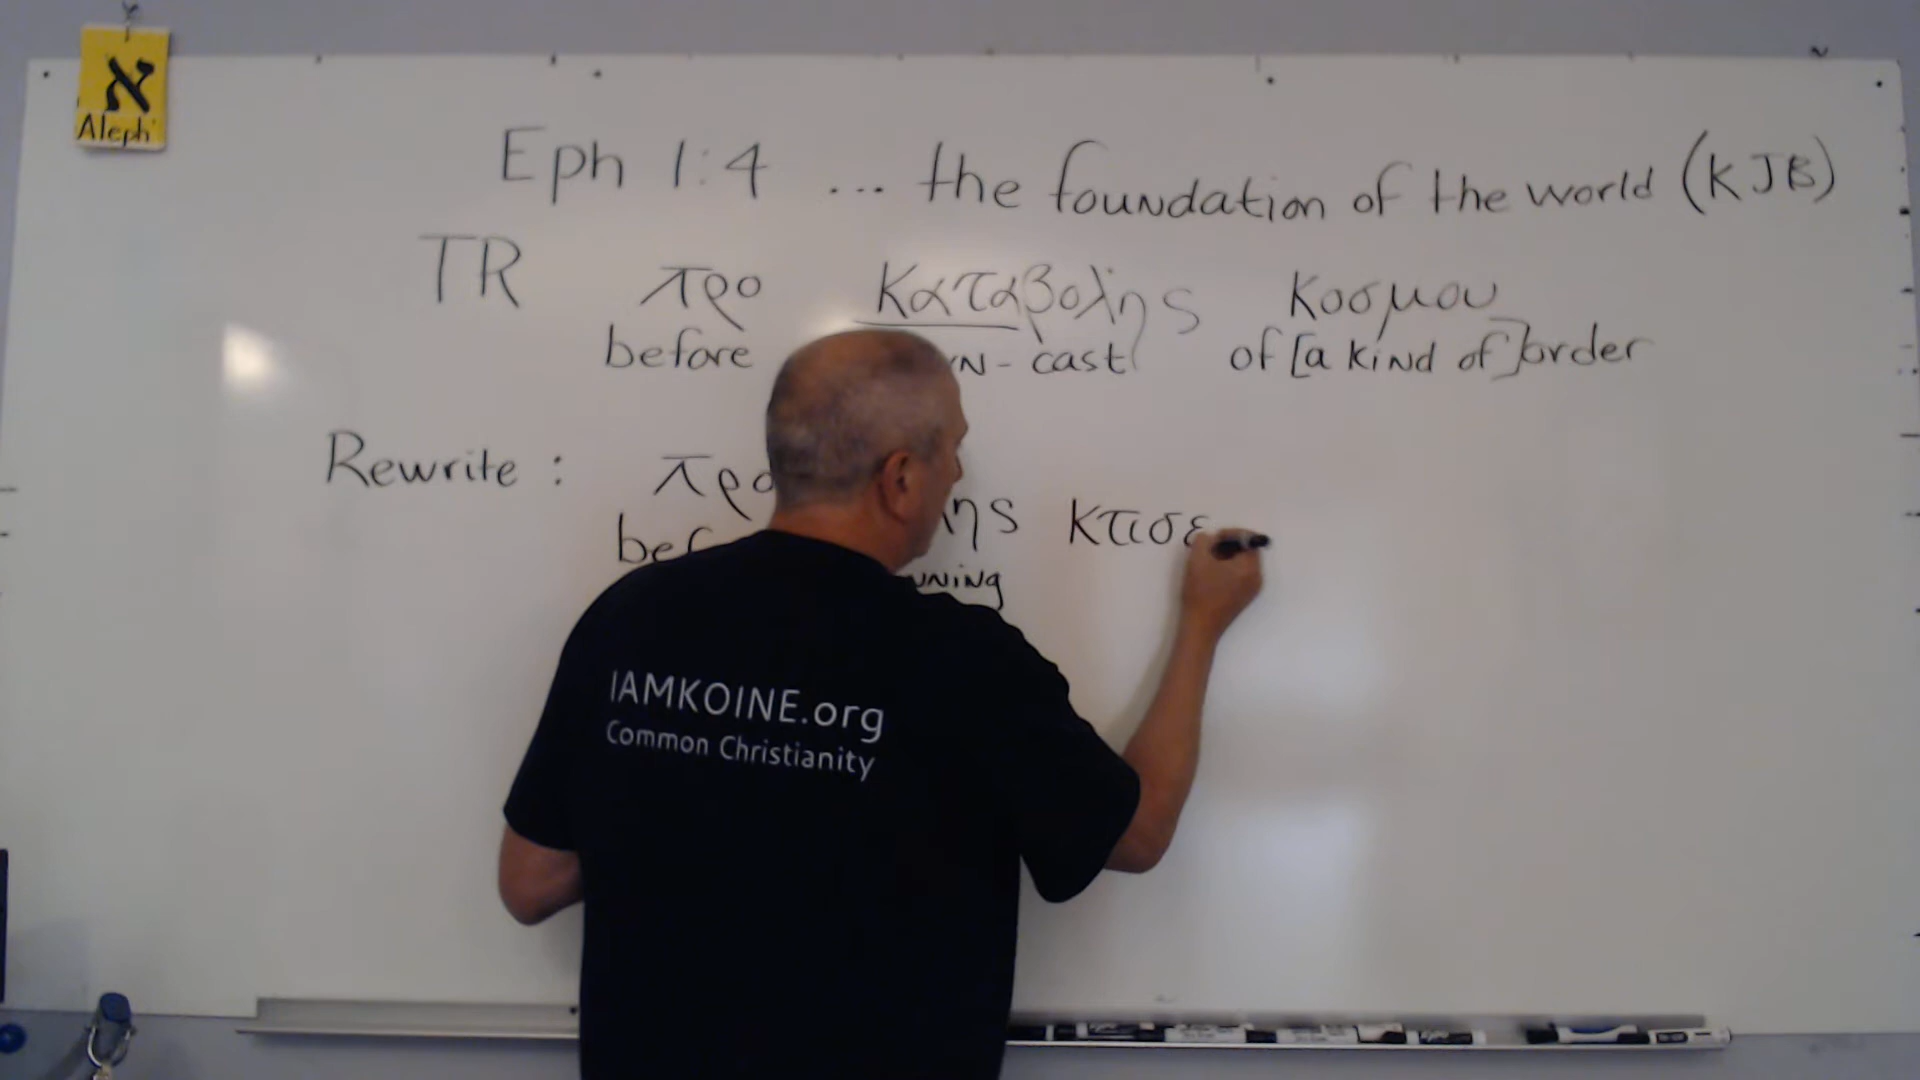 א
Aleph
Eph 1:4 ... the foundation of the world (KJB)
TR προ καταβολης κοσμου
before cast of [a kind of] order
Rewrite : προ κτισε
IAMKOINE.org
Common Christianity